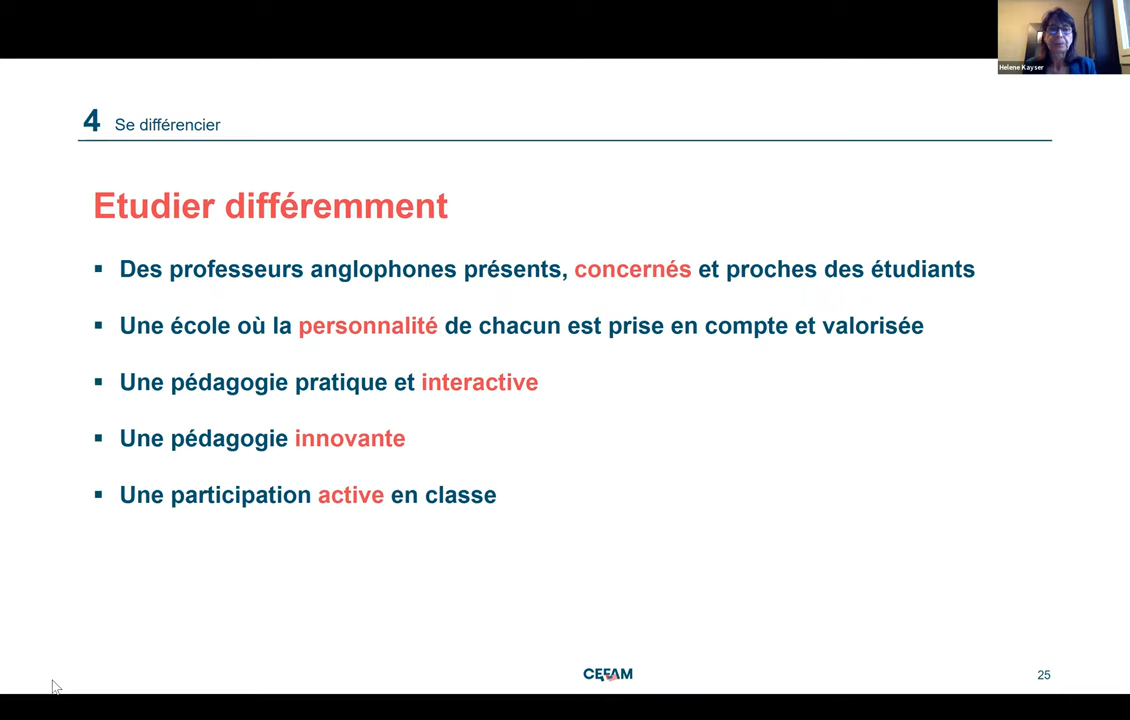 Helene Kayser
4 Se différencier
Etudier différemment
▪ Des professeurs anglophones présents, concernés et proches des étudiants
▪ Une école où la personnalité de chacun est prise en compte et valorisée
▪ Une pédagogie pratique et interactive
▪ Une pédagogie innovante
▪ Une participation active en classe
CEFAM
25